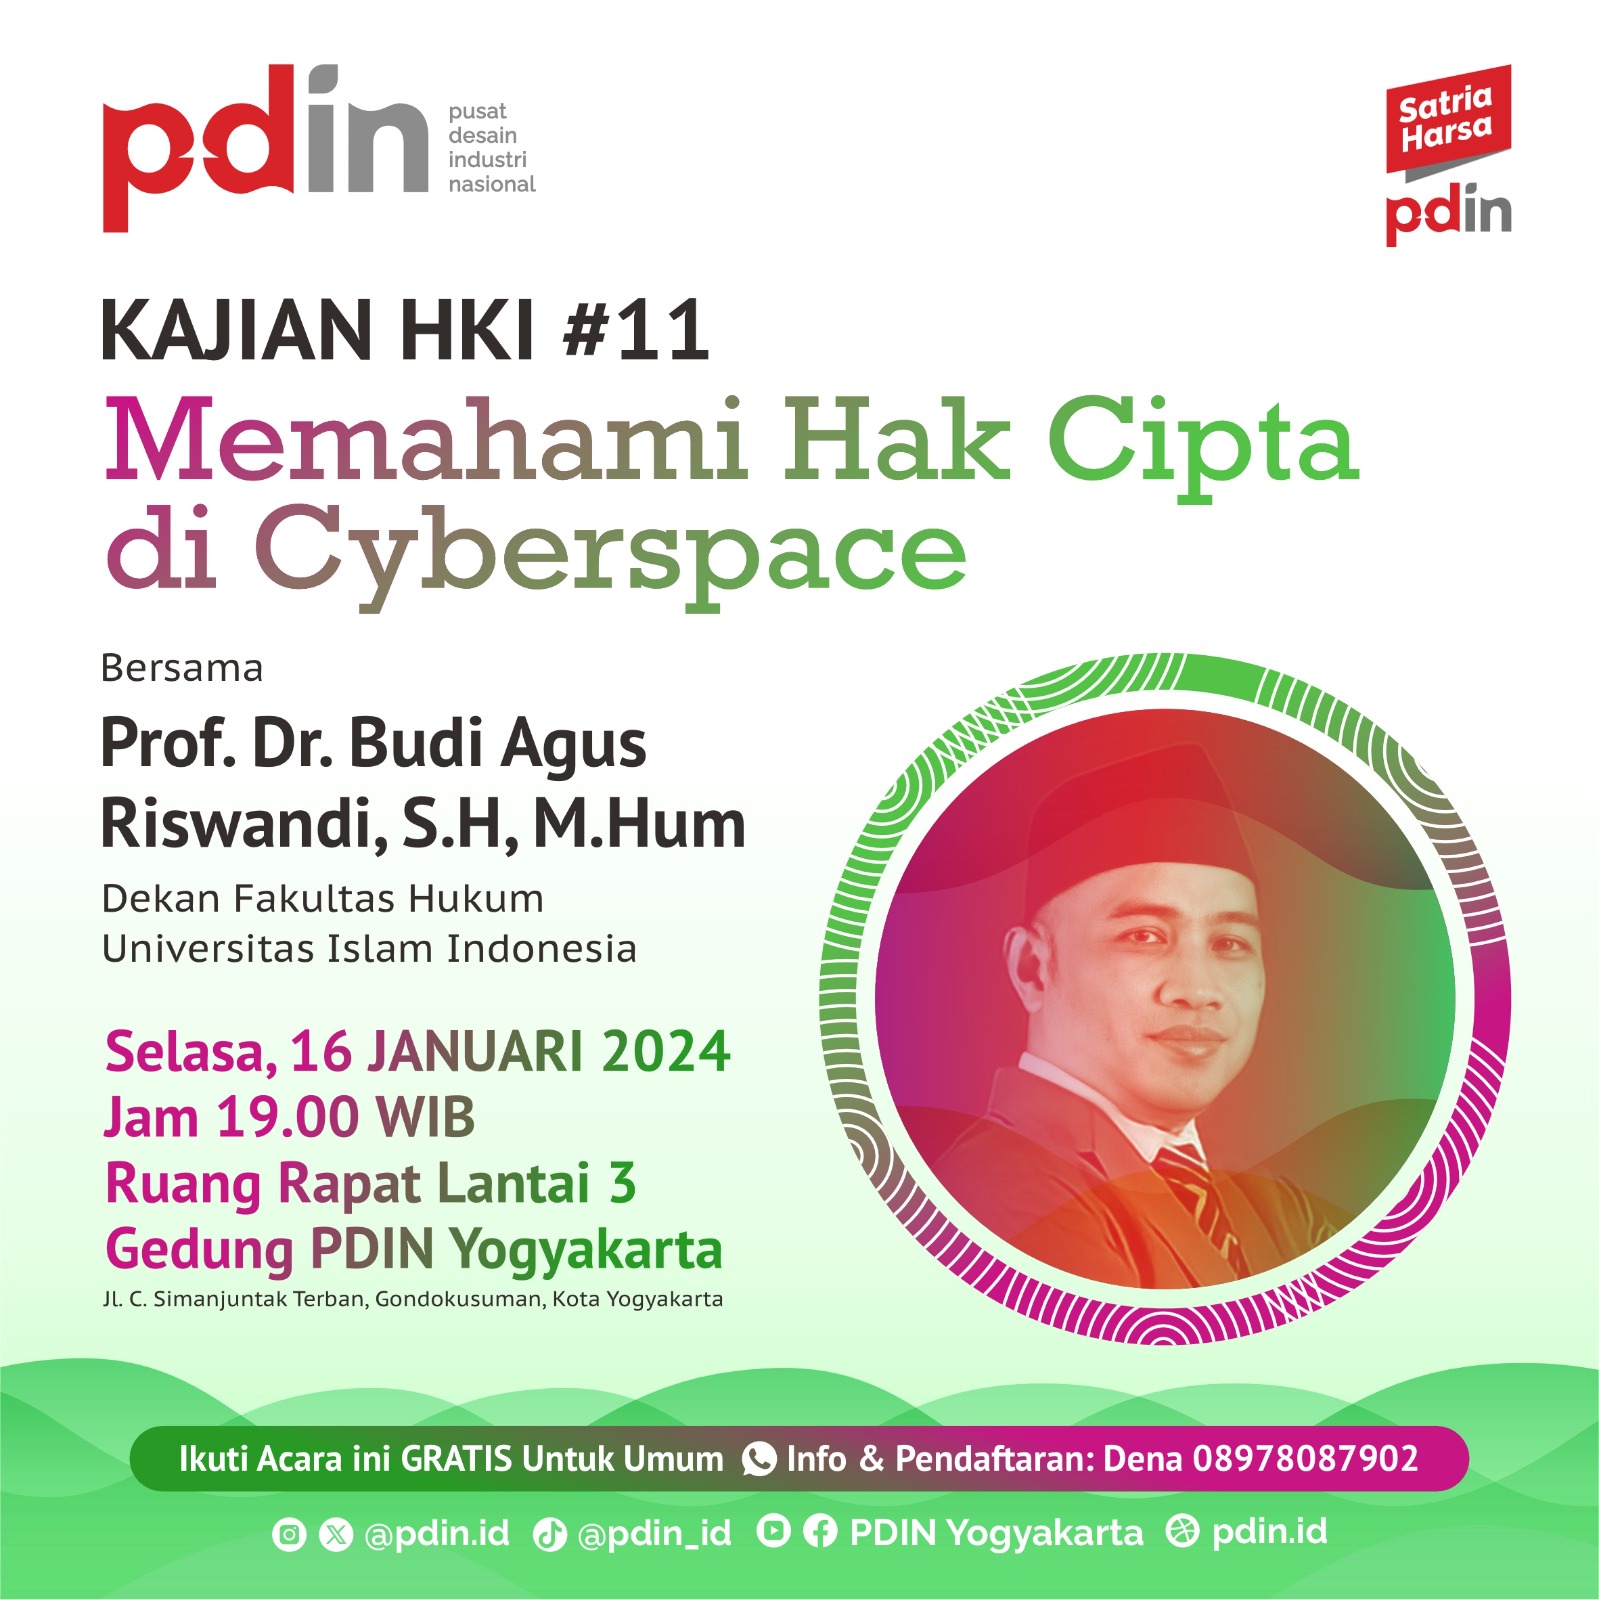 pdin
pusat
desain
industri
nasional
Satria
Harsa
pdin
KAJIAN HKI #11
Memahami Hak Cipta
di Cyberspace
Bersama
Prof. Dr. Budi Agus
Riswandi, S.H, M.Hum
Dekan Fakultas Hukum
Universitas Islam Indonesia
Selasa, 16 JANUARI 2024
Jam 19.00 WIB
Ruang Rapat Lantai 3
Gedung PDIN Yogyakarta
Jl. C. Simanjuntak Terban, Gondokusuman, Kota Yogyakarta
Ikuti Acara ini GRATIS Untuk Umum Info & Pendaftaran: Dena 08978087902
@pdin.id @pdin_id PDIN Yogyakarta pdin.id